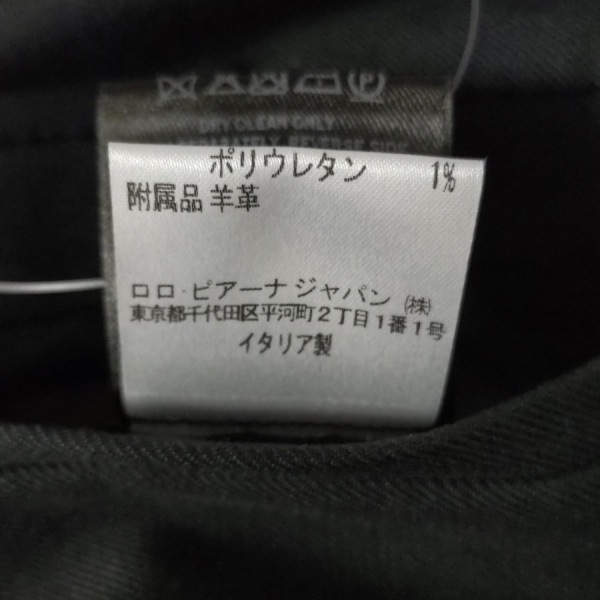 DRY CLEAN ONLY
ポリウレタン 1%
附属品 羊革
ロロ・ピアーナ ジャパン ㈱
東京都千代田区平河町2丁目1番1号
イタリア製